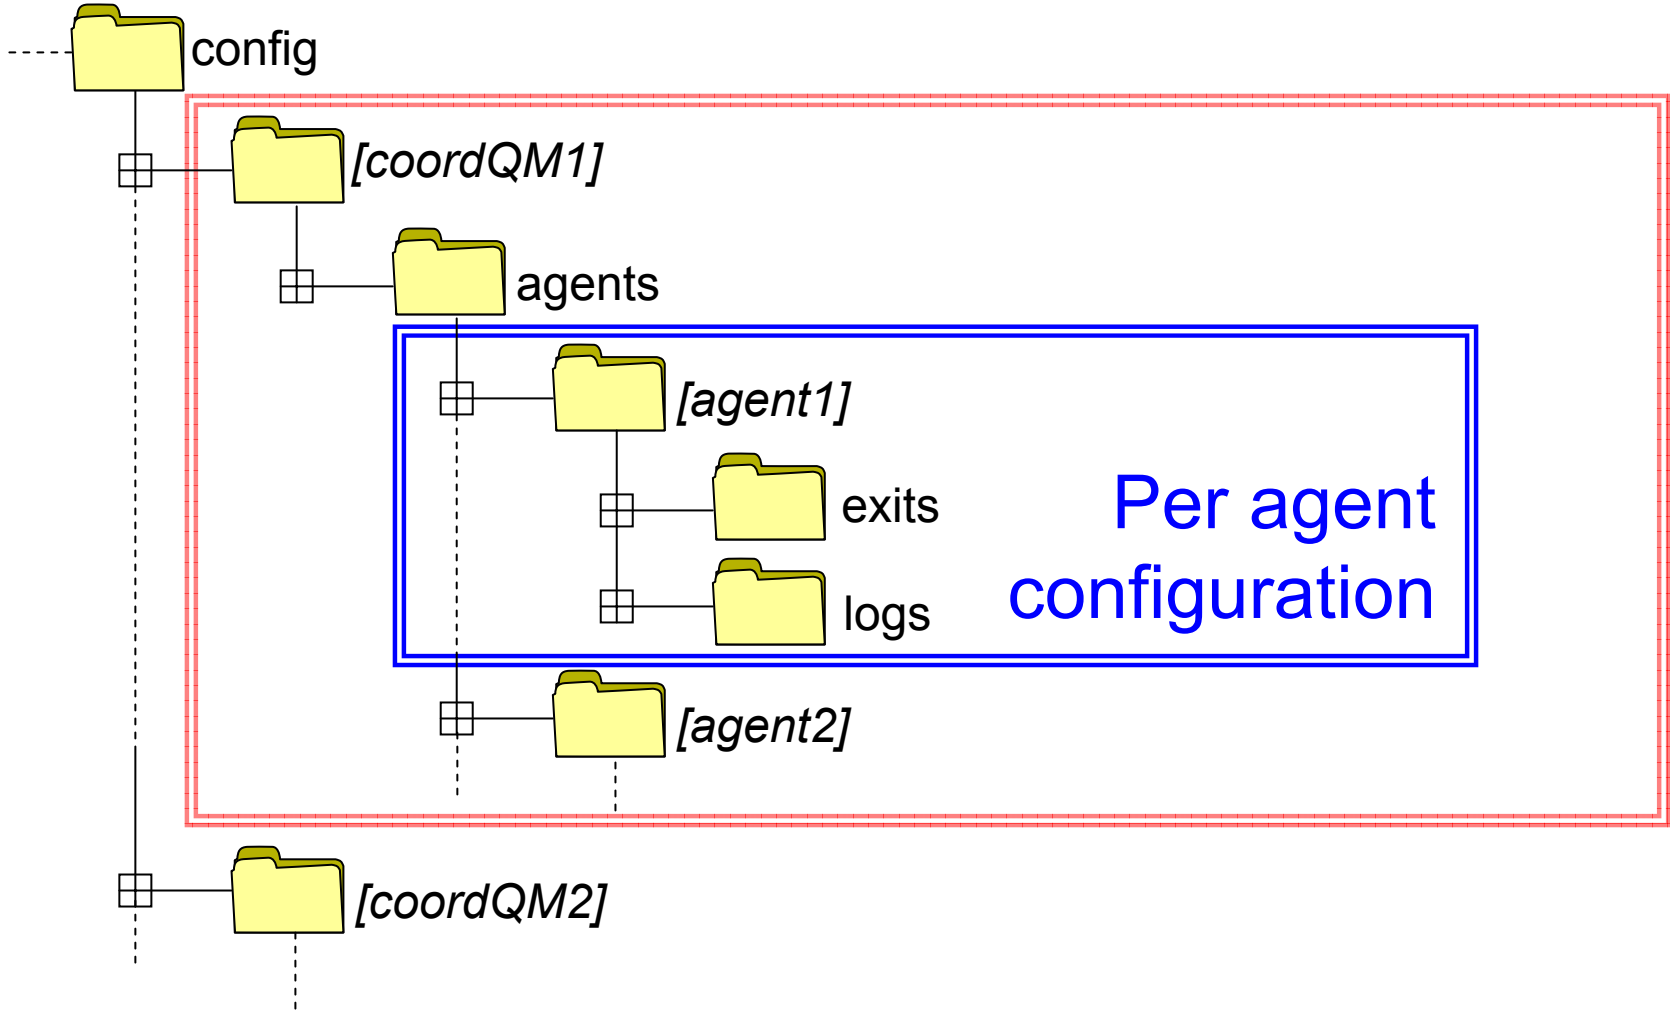 config
[coordQM1]
agents
[agent1]
exits
logs
Per agent
configuration
[agent2]
[coordQM2]